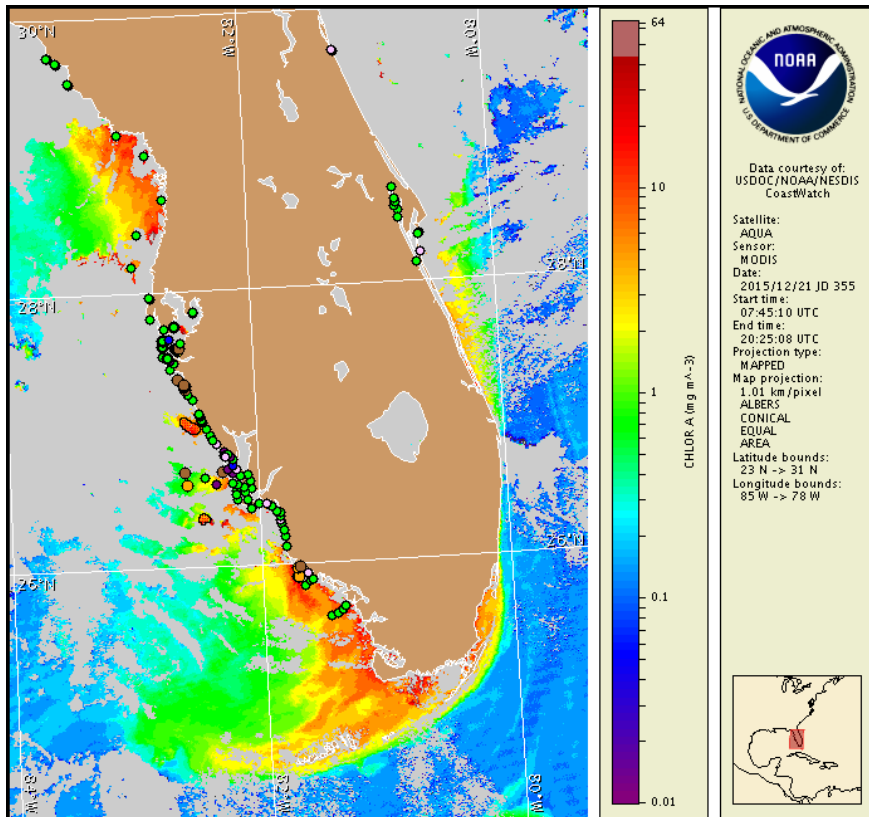 30°N
82°W
80°W
28°N
28°N
26°N
26°N
84°W
82°W
80°W
64
10
1
0.1
0.01
CHLOR A (mg m^-3)
NATIONAL OCEANIC AND ATMOSPHERIC ADMINISTRATION
U.S. DEPARTMENT OF COMMERCE
NOAA
Data courtesy of:
USDOC/NOAA/NESDIS
CoastWatch
Satellite:
AQUA
Sensor:
MODIS
Date:
2015/12/21 JD 355
Start time:
07:45:10 UTC
End time:
20:25:08 UTC
Projection type:
MAPPED
Map projection:
1.01 km/pixel
ALBERS
CONICAL
EQUAL
AREA
Latitude bounds:
23 N -> 31 N
Longitude bounds:
85 W -> 78 W